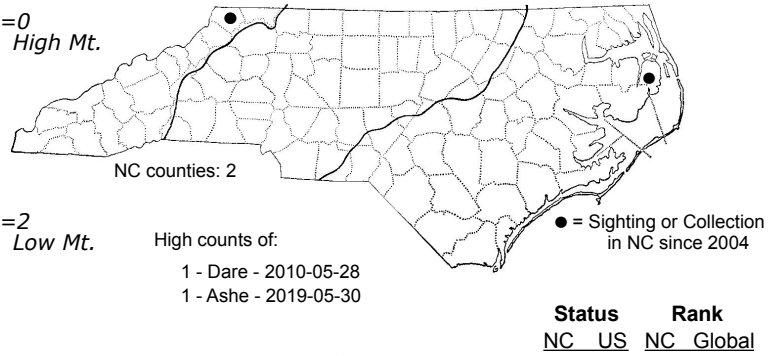 =0
High Mt.
NC counties: 2
=2
Low Mt.
High counts of:
1 - Dare - 2010-05-28
1 - Ashe - 2019-05-30
● = Sighting or Collection
in NC since 2004
Status Rank
NC US NC Global